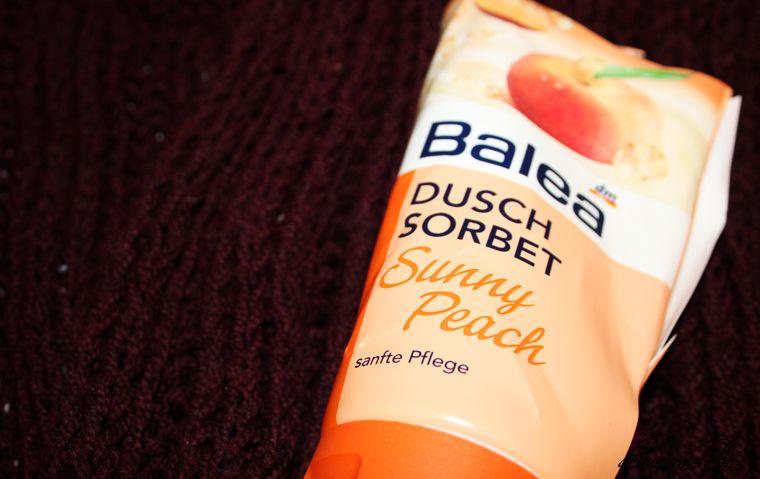 Balea
dm
DUSCH
SORBET
Sunny
Peach
sanfte Pflege